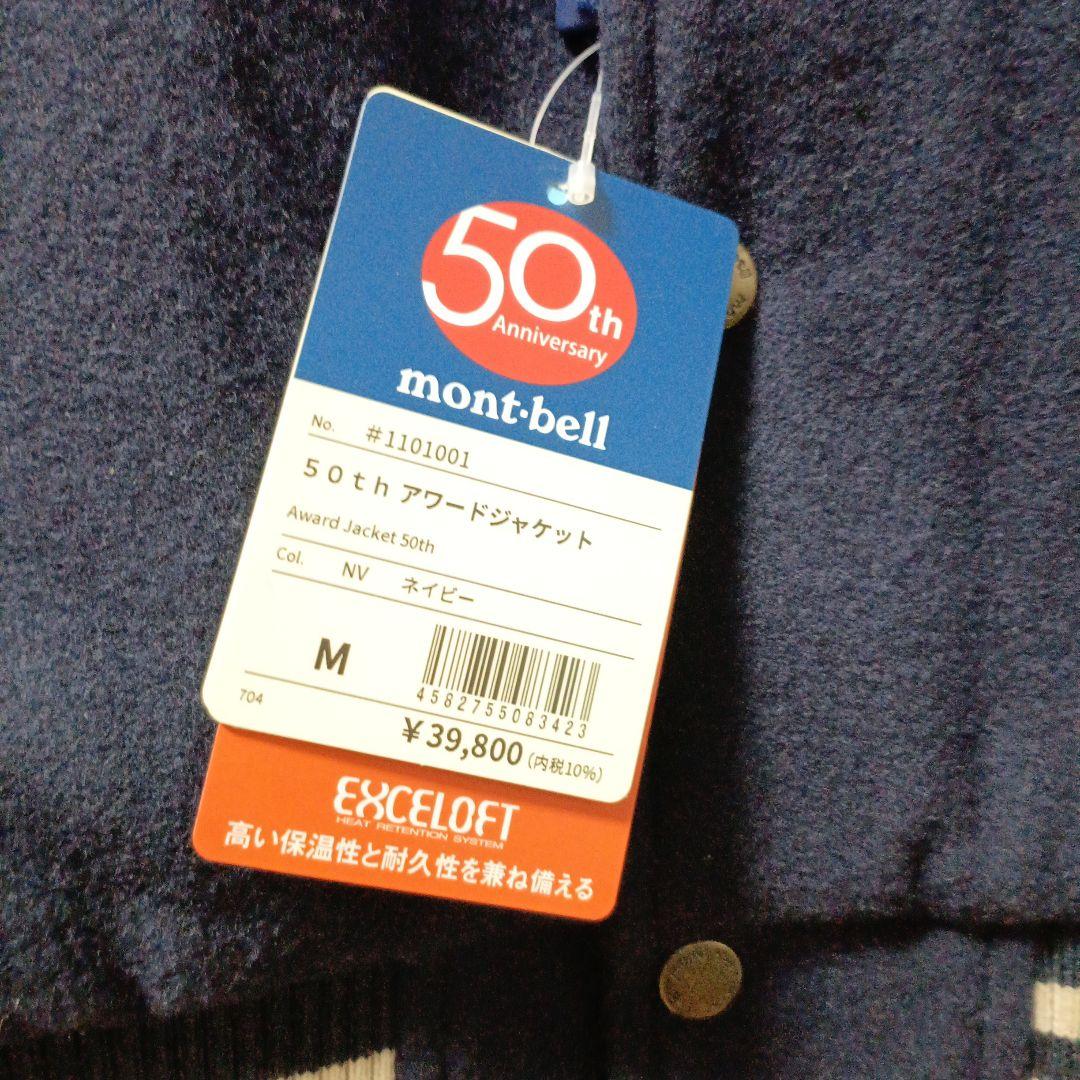 50th
Anniversary
mont·bell
No. #1101001
50th アワードジャケット
Award Jacket 50th
Col. NV ネイビー
M
4582755083423
704
¥39,800(内税10%)
EXCELOFT
HEAT RETENTION SYSTEM
高い保温性と耐久性を兼ね備える